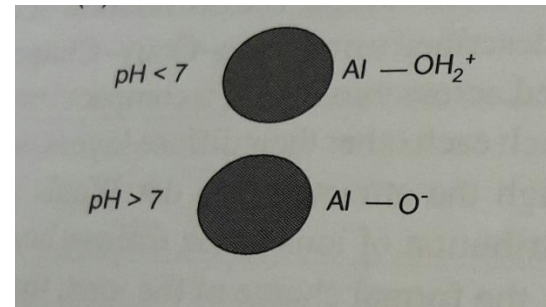 pH < 7 Al — OH₂⁺
pH > 7 Al — O⁻